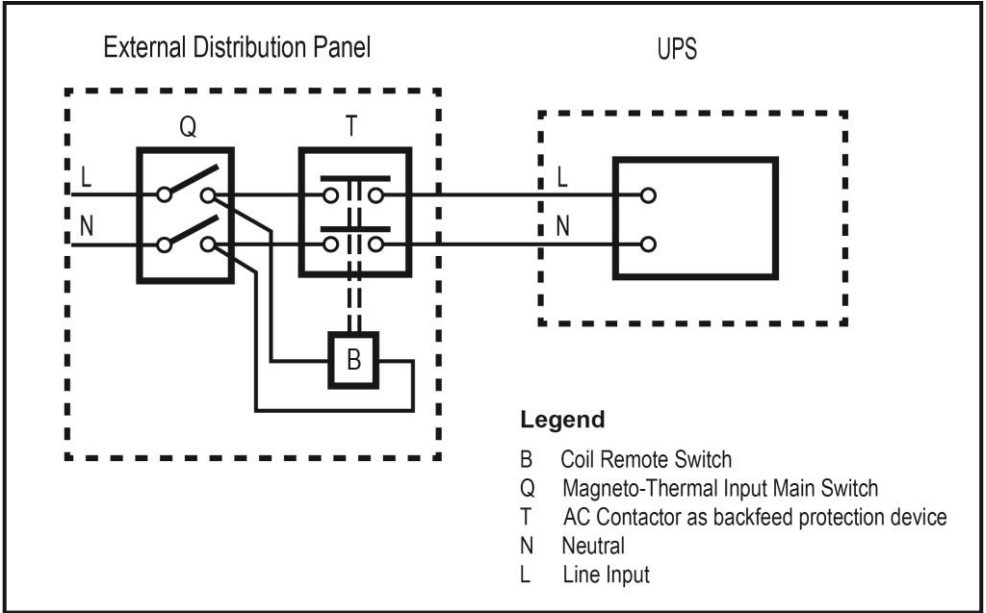 External Distribution Panel
UPS
Q
T
L
L
N
N
B
Legend
B Coil Remote Switch
Q Magneto-Thermal Input Main Switch
T AC Contactor as backfeed protection device
N Neutral
L Line Input